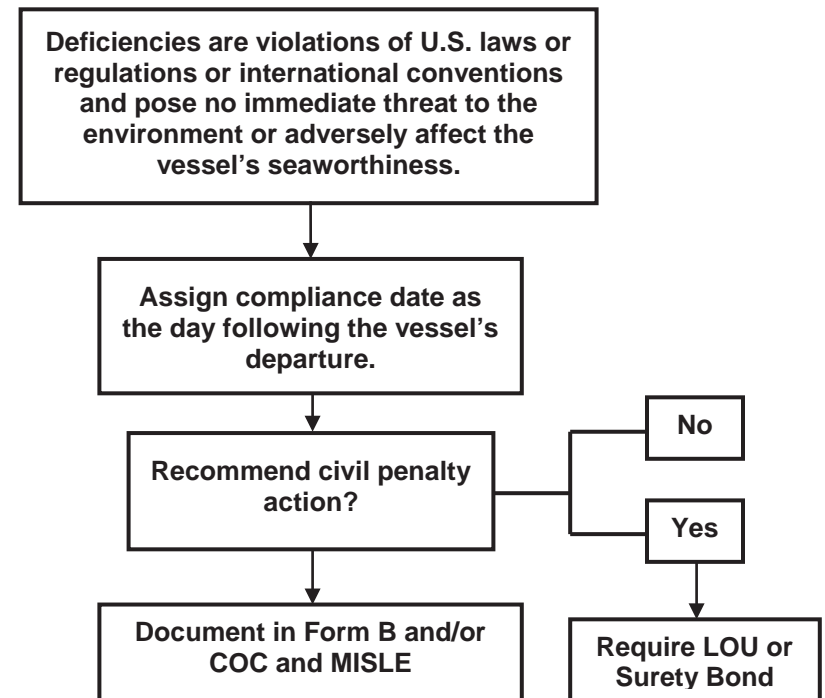 Deficiencies are violations of U.S. laws or
regulations or international conventions
and pose no immediate threat to the
environment or adversely affect the
vessel's seaworthiness.
Assign compliance date as
the day following the vessel's
departure.
Recommend civil penalty
action?
No
Yes
Document in Form B and/or
COC and MISLE
Require LOU or
Surety Bond